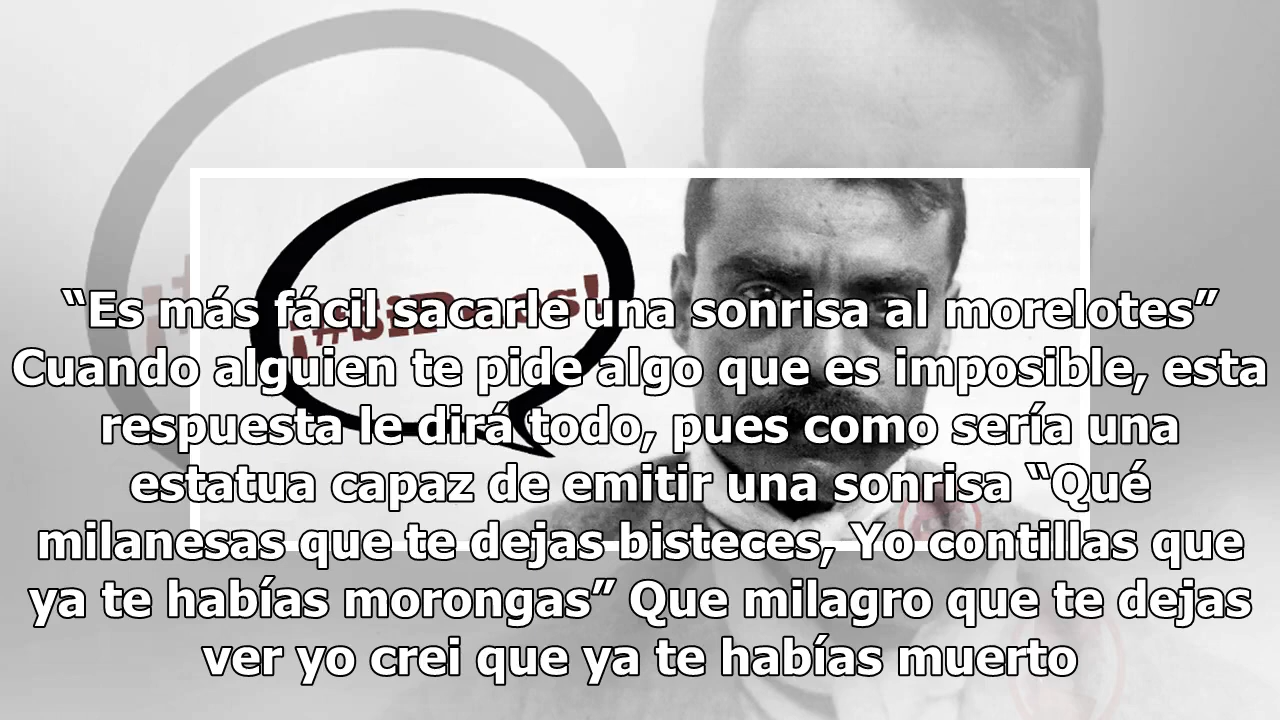 “Es más fácil sacarle una sonrisa al morelotes”
Cuando alguien te pide algo que es imposible, esta
respuesta le dirá todo, pues como sería una
estatua capaz de emitir una sonrisa “Qué
milanesas que te dejas bisteces, Yo contillas que
ya te habías morongas” Que milagro que te dejas
ver yo crei que ya te habías muerto